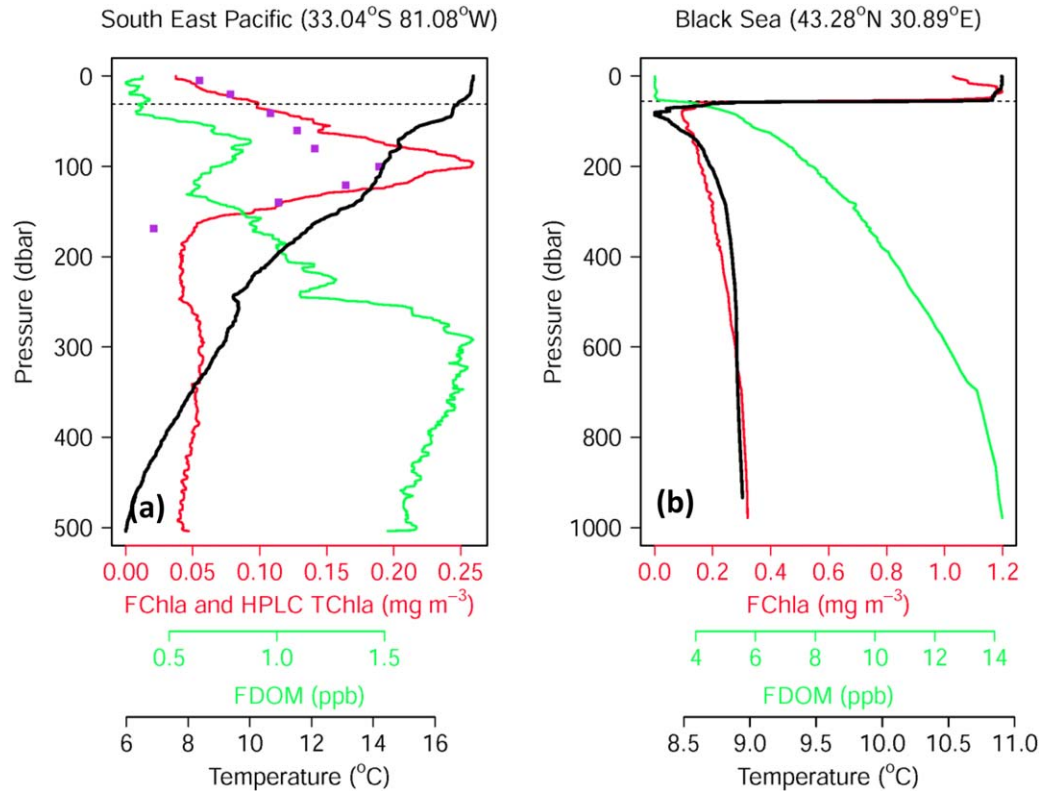 South East Pacific (33.04°S 81.08°W)
0
100
200
300
400
500
Pressure (dbar)
(a)
0.00 0.05 0.10 0.15 0.20 0.25
FChla and HPLC TChla (mg m⁻³)
0.5 1.0 1.5
FDOM (ppb)
6 8 10 12 14 16
Temperature (°C)
Black Sea (43.28°N 30.89°E)
0
200
400
600
800
1000
Pressure (dbar)
(b)
0.0 0.2 0.4 0.6 0.8 1.0 1.2
FChla (mg m⁻³)
4 6 8 10 12 14
FDOM (ppb)
8.5 9.0 9.5 10.0 10.5 11.0
Temperature (°C)